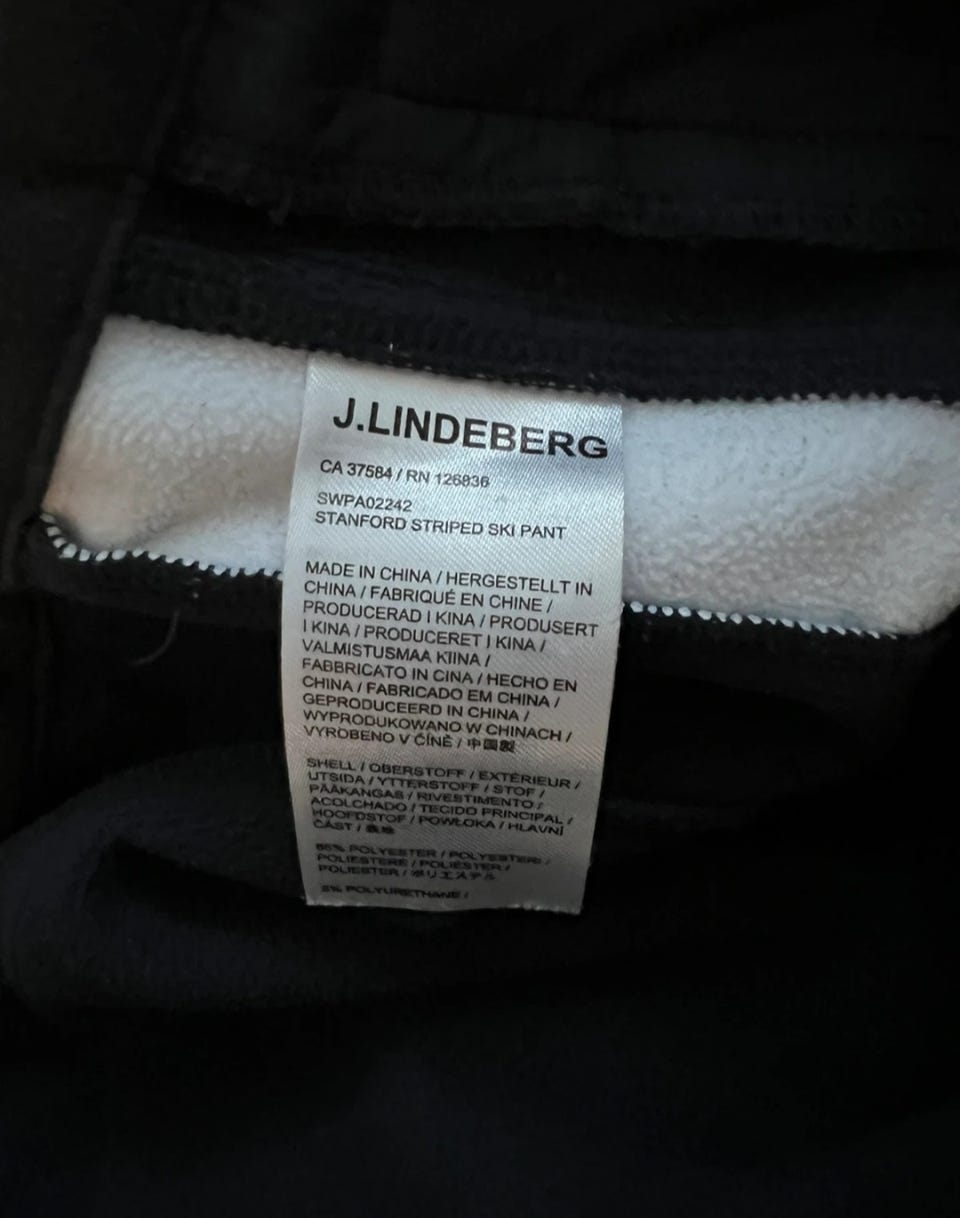 J.LINDEBERG
CA 37584 / RN 126836
SWPA02242
STANFORD STRIPED SKI PANT
MADE IN CHINA / HERGESTELLT IN
CHINA / FABRIQUÉ EN CHINE /
PRODUCERAD I KINA / PRODUSERT
I KINA / PRODUCERET I KINA /
VALMISTUSMAA KIINA /
FABBRICATO IN CINA / HECHO EN
CHINA / FABRICADO EM CHINA /
GEPRODUCEERD IN CHINA /
WYPRODUKOWANO W CHINACH /
VYROBENO V ČÍNĚ / 中国製
SHELL / OBERSTOFF / EXTÉRIEUR /
UTSIDA / YTTERSTOFF / STOF /
PÄÄKANGAS / RIVESTIMENTO /
ACOLCHADO / TECIDO PRINCIPAL /
HOOFDSTOF / POWŁOKA / HLAVNÍ
ČÁST /
POLYESTER / POLYESTERI /
POLIESTERE / POLIÉSTER /
POLIESTER / ポリエステル
POLYURETHANE /